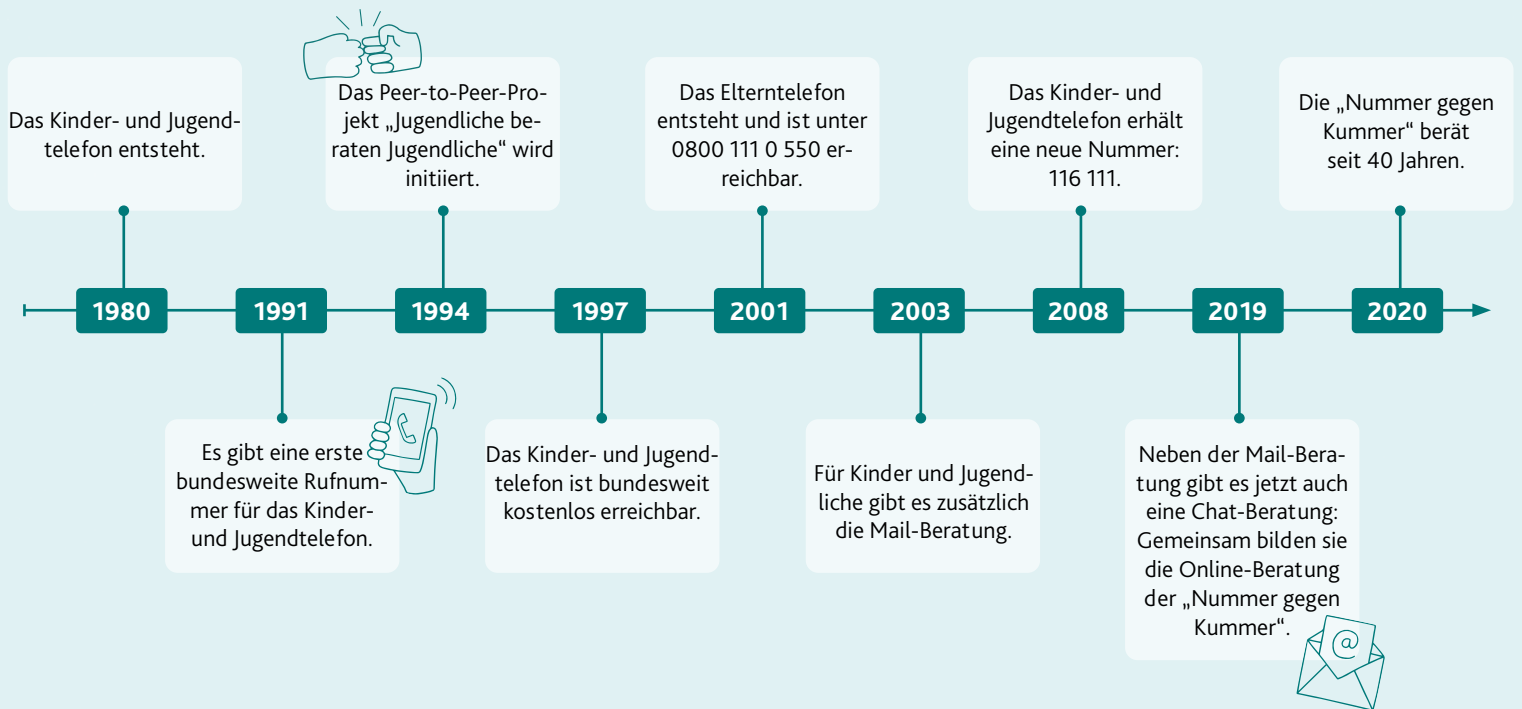 Das Kinder- und Jugend-
telefon entsteht.
Das Peer-to-Peer-Pro-
jekt „Jugendliche be-
raten Jugendliche“ wird
initiiert.
Das Elterntelefon
entsteht und ist unter
0800 111 0 550 er-
reichbar.
Das Kinder- und
Jugendtelefon erhält
eine neue Nummer:
116 111.
Die „Nummer gegen
Kummer“ berät
seit 40 Jahren.
1980
1991
1994
1997
2001
2003
2008
2019
2020
Es gibt eine erste
bundesweite Rufnum-
mer für das Kinder-
und Jugendtelefon.
Das Kinder- und Jugend-
telefon ist bundesweit
kostenlos erreichbar.
Für Kinder und Jugend-
liche gibt es zusätzlich
die Mail-Beratung.
Neben der Mail-Bera-
tung gibt es jetzt auch
eine Chat-Beratung:
Gemeinsam bilden sie
die Online-Beratung
der „Nummer gegen
Kummer“.
@